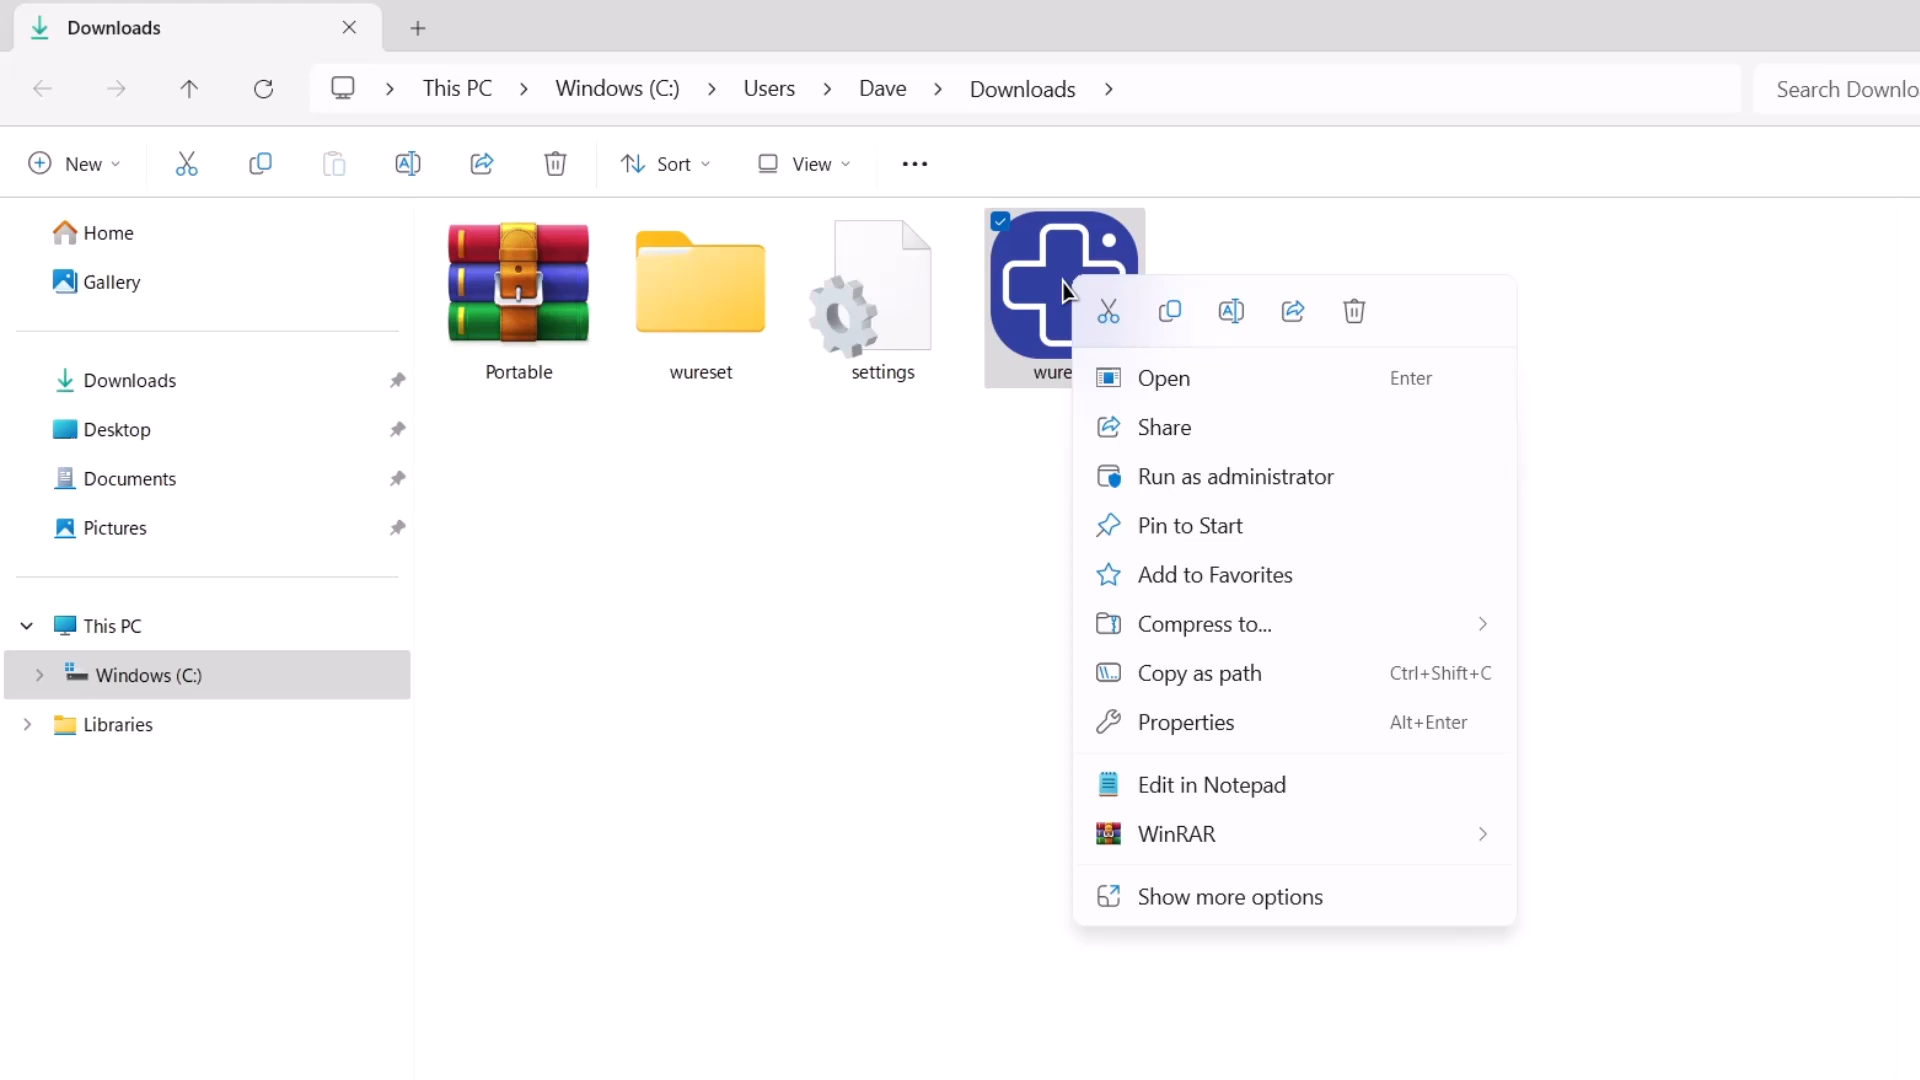 Downloads
This PC
Windows (C:)
Users
Dave
Downloads
Search Downlo
New
Sort
View
Home
Gallery
Downloads
Desktop
Documents
Pictures
This PC
Windows (C:)
Libraries
Portable
wureset
settings
wure
Open Enter
Share
Run as administrator
Pin to Start
Add to Favorites
Compress to...
Copy as path Ctrl+Shift+C
Properties Alt+Enter
Edit in Notepad
WinRAR
Show more options